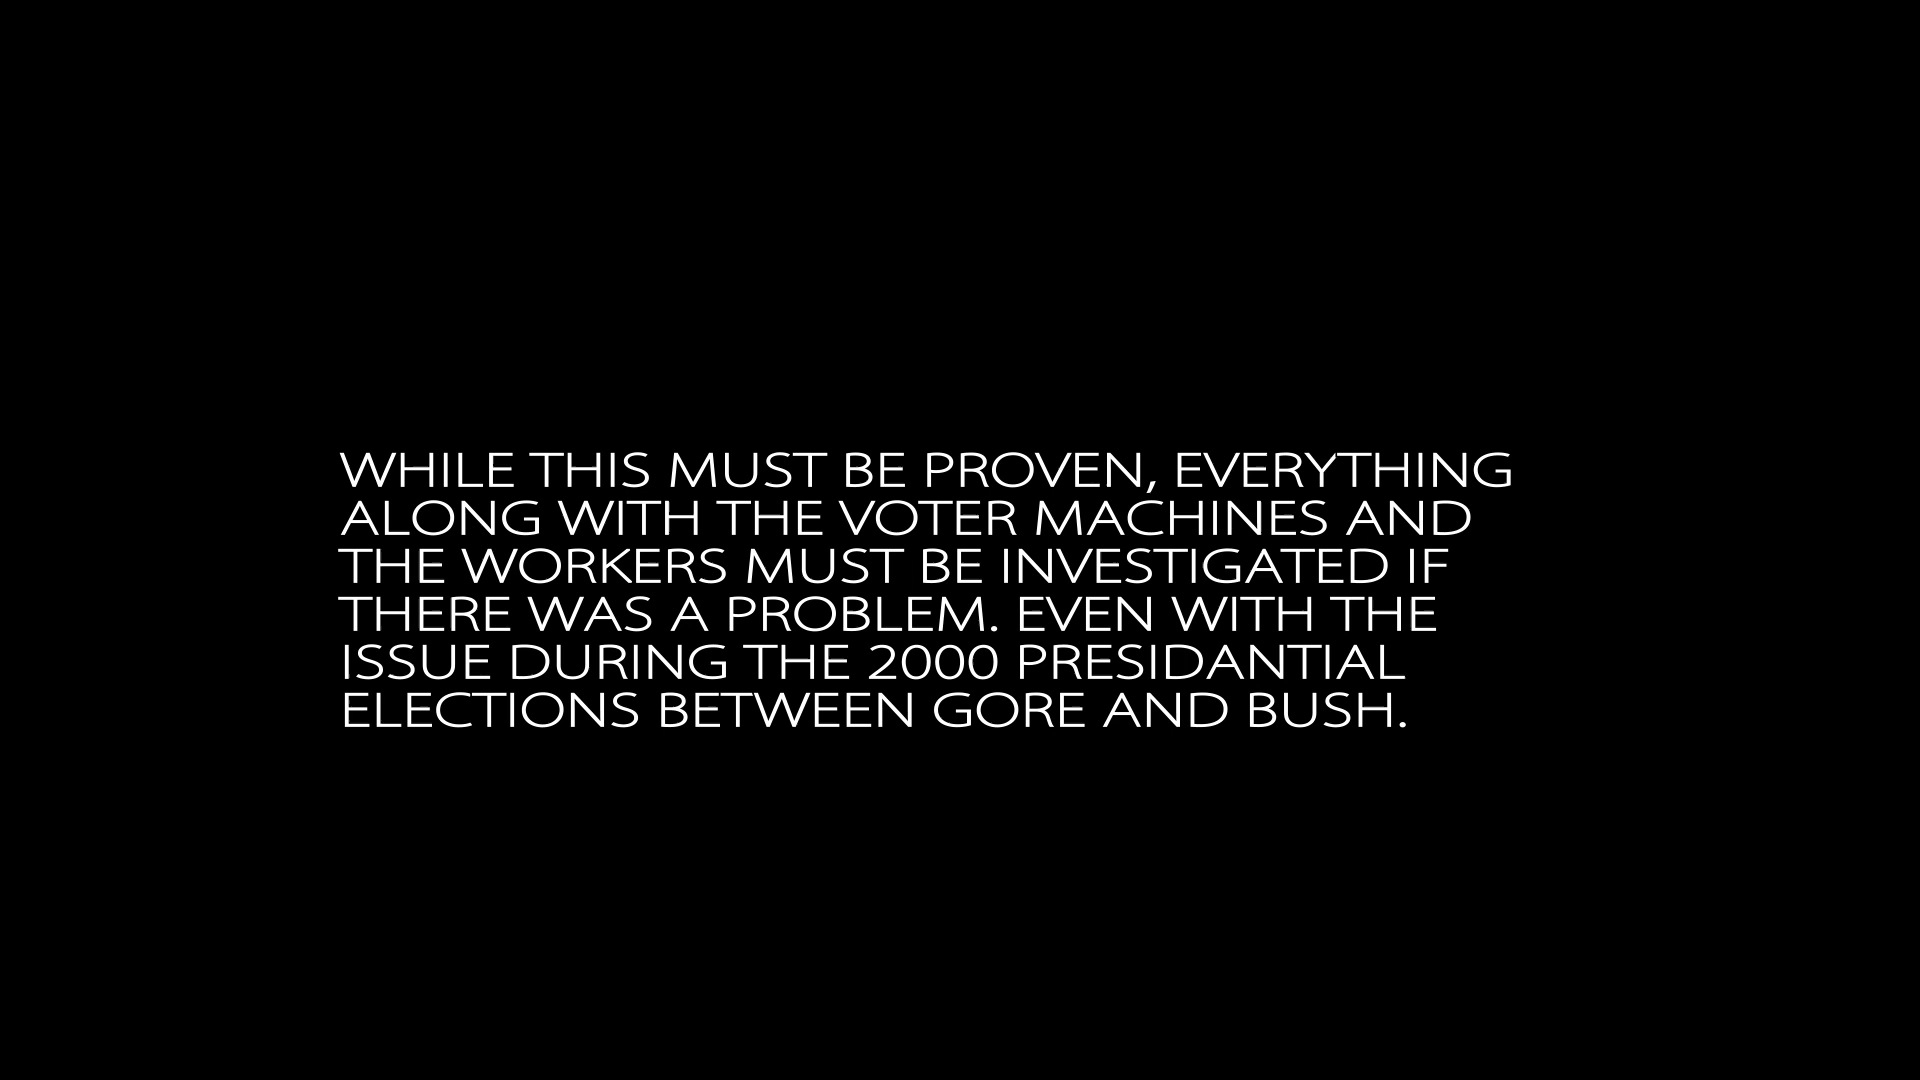 WHILE THIS MUST BE PROVEN, EVERYTHING
ALONG WITH THE VOTER MACHINES AND
THE WORKERS MUST BE INVESTIGATED IF
THERE WAS A PROBLEM. EVEN WITH THE
ISSUE DURING THE 2000 PRESIDANTIAL
ELECTIONS BETWEEN GORE AND BUSH.